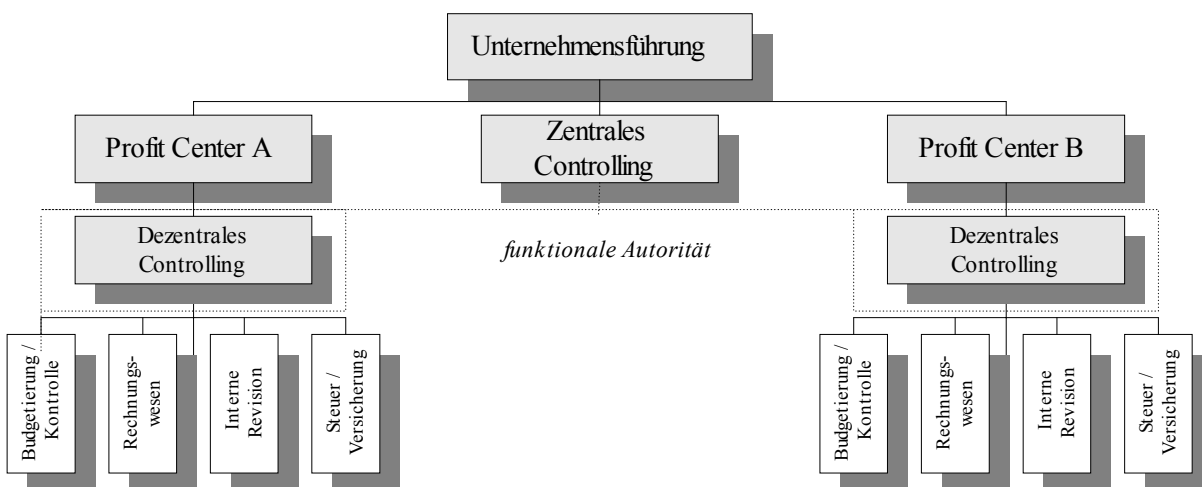 Unternehmensführung
Profit Center A
Zentrales
Controlling
Profit Center B
Dezentrales
Controlling
funktionale Autorität
Dezentrales
Controlling
Budgetierung /
Kontrolle
Rechnungs-
wesen
Interne
Revision
Steuer /
Versicherung
Budgetierung /
Kontrolle
Rechnungs-
wesen
Interne
Revision
Steuer /
Versicherung